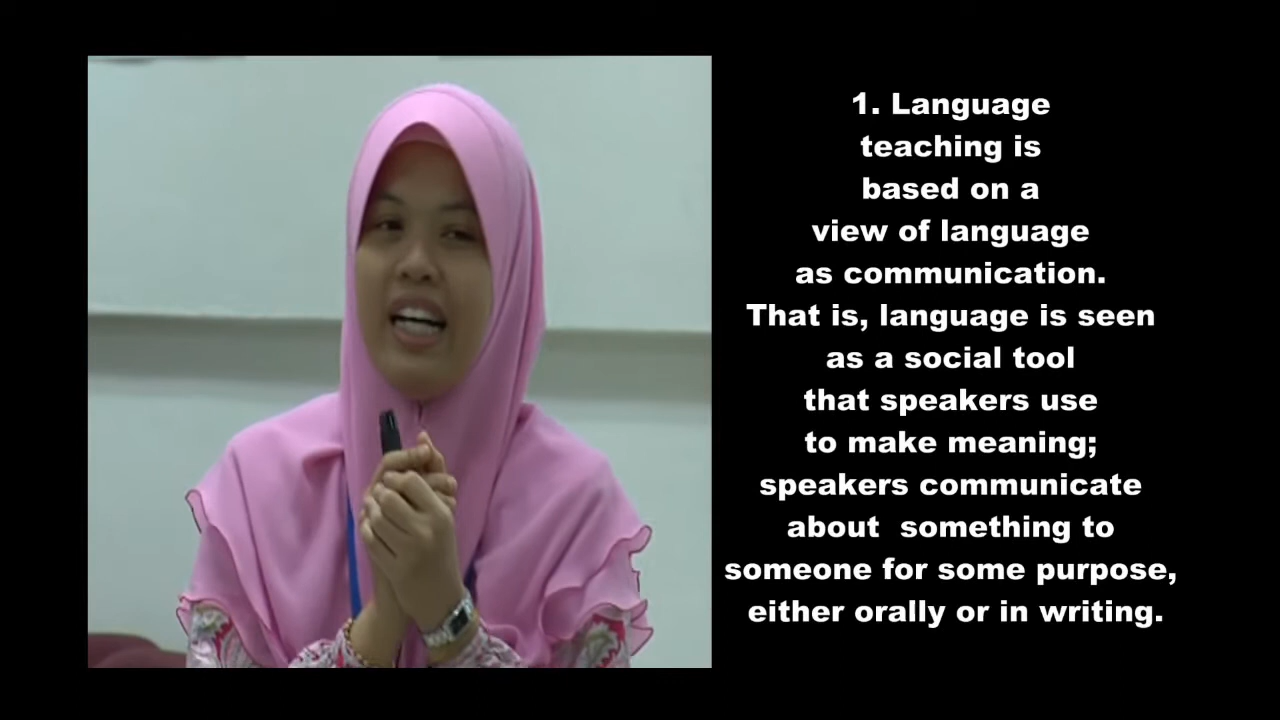 1. Language
teaching is
based on a
view of language
as communication.
That is, language is seen
as a social tool
that speakers use
to make meaning;
speakers communicate
about  something to
someone for some purpose,
either orally or in writing.